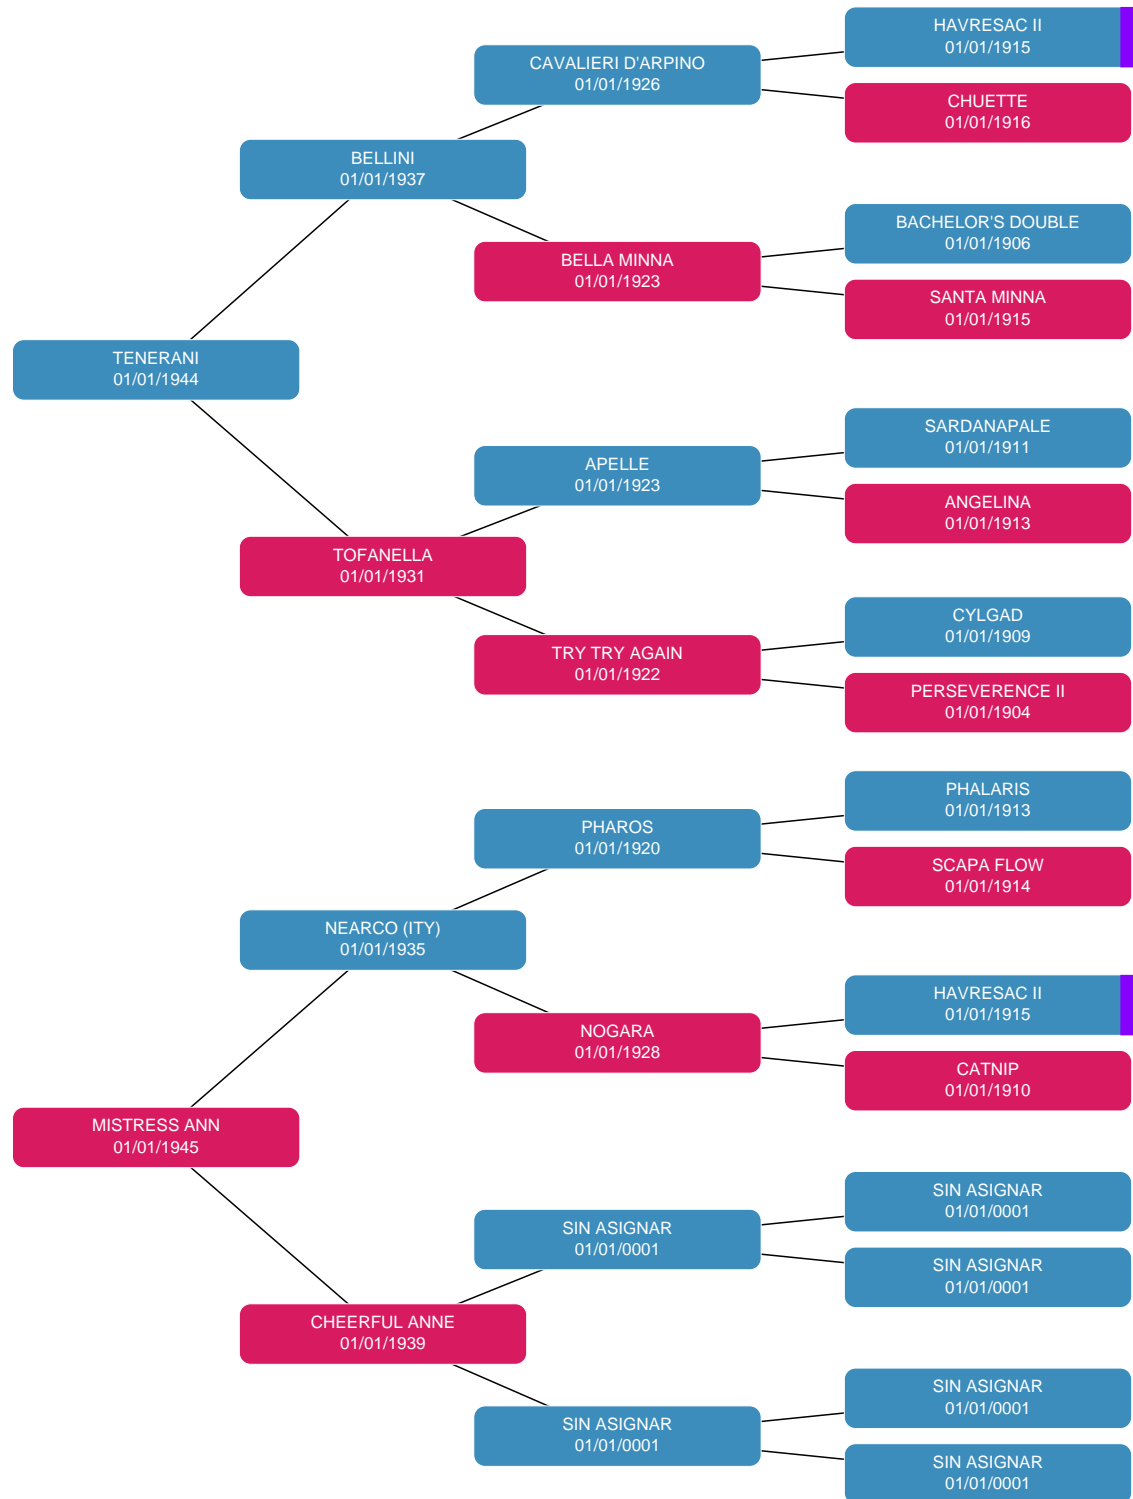 HAVRESAC II
01/01/1915
CAVALIERI D'ARPINO
01/01/1926
CHUETTE
01/01/1916
BELLINI
01/01/1937
BACHELOR'S DOUBLE
01/01/1906
BELLA MINNA
01/01/1923
SANTA MINNA
01/01/1915
TENERANI
01/01/1944
SARDANAPALE
01/01/1911
APELLE
01/01/1923
ANGELINA
01/01/1913
TOFANELLA
01/01/1931
CYLGAD
01/01/1909
TRY TRY AGAIN
01/01/1922
PERSEVERENCE II
01/01/1904
PHALARIS
01/01/1913
PHAROS
01/01/1920
SCAPA FLOW
01/01/1914
NEARCO (ITY)
01/01/1935
HAVRESAC II
01/01/1915
NOGARA
01/01/1928
CATNIP
01/01/1910
MISTRESS ANN
01/01/1945
SIN ASIGNAR
01/01/0001
SIN ASIGNAR
01/01/0001
SIN ASIGNAR
01/01/0001
CHEERFUL ANNE
01/01/1939
SIN ASIGNAR
01/01/0001
SIN ASIGNAR
01/01/0001
SIN ASIGNAR
01/01/0001